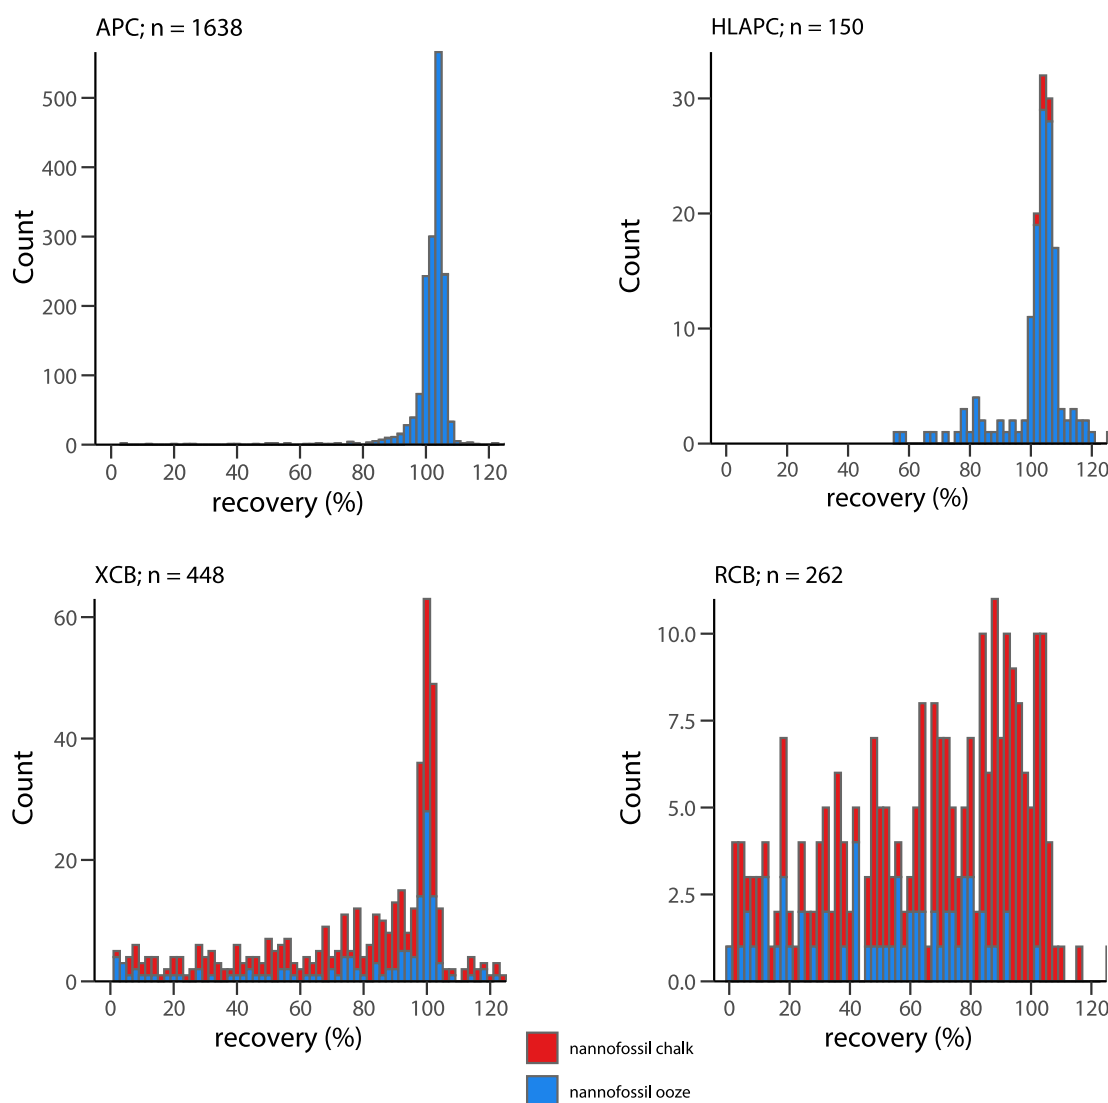 APC; n = 1638
Count
500
400
300
200
100
0
0 20 40 60 80 100 120
recovery (%)
HLAPC; n = 150
Count
30
20
10
0
0 20 40 60 80 100 120
recovery (%)
XCB; n = 448
Count
60
40
20
0
0 20 40 60 80 100 120
recovery (%)
RCB; n = 262
Count
10.0
7.5
5.0
2.5
0.0
0 20 40 60 80 100 120
recovery (%)
nannofossil chalk
nannofossil ooze